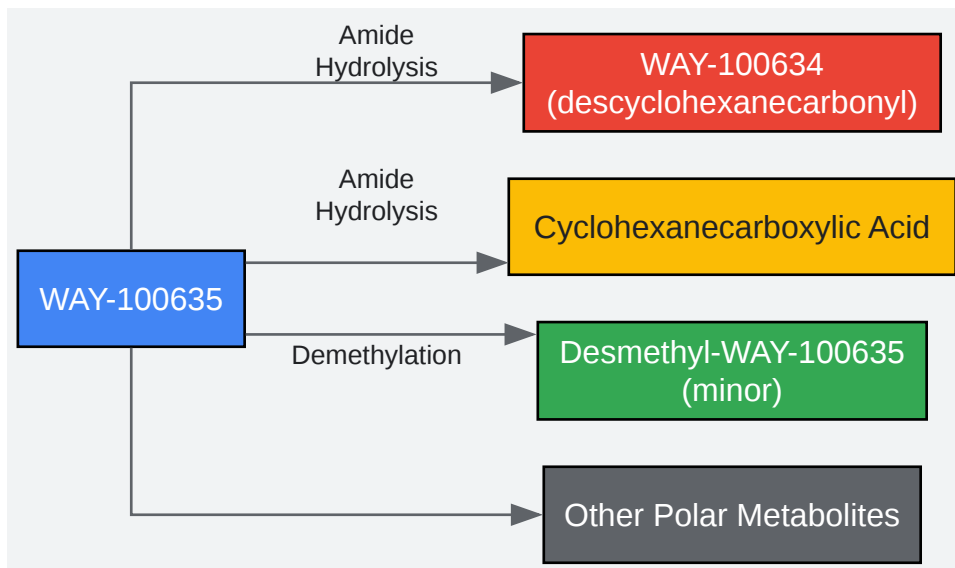 Amide
Hydrolysis
WAY-100634
(descyclohexanecarbonyl)
Amide
Hydrolysis
Cyclohexanecarboxylic Acid
WAY-100635
Demethylation
Desmethyl-WAY-100635
(minor)
Other Polar Metabolites